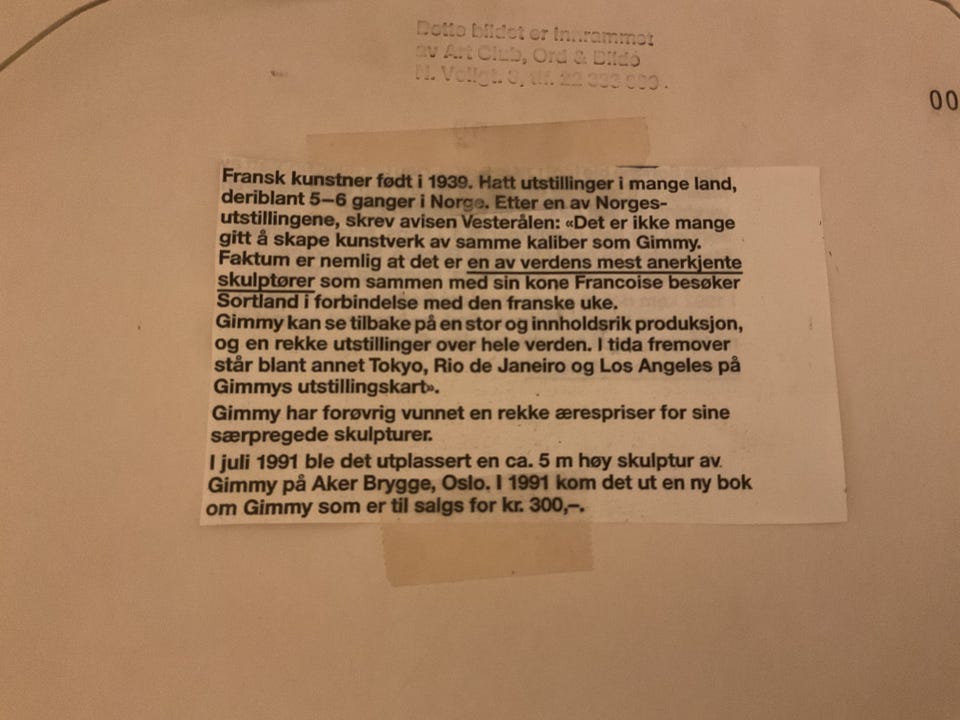 Dette bildet er innrammet
av Art Club, Ord & Bilde
00
Fransk kunstner født i 1939. Hatt utstillinger i mange land,
deriblant 5–6 ganger i Norge. Etter en av Norges-
utstillingene, skrev avisen Vesterålen: «Det er ikke mange
gitt å skape kunstverk av samme kaliber som Gimmy.
Faktum er nemlig at det er en av verdens mest anerkjente
skulptører som sammen med sin kone Francoise besøker
Sortland i forbindelse med den franske uke.
Gimmy kan se tilbake på en stor og innholdsrik produksjon,
og en rekke utstillinger over hele verden. I tida fremover
står blant annet Tokyo, Rio de Janeiro og Los Angeles på
Gimmys utstillingskart».
Gimmy har forøvrig vunnet en rekke ærespriser for sine
særpregede skulpturer.
I juli 1991 ble det utplassert en ca. 5 m høy skulptur av
Gimmy på Aker Brygge, Oslo. I 1991 kom det ut en ny bok
om Gimmy som er til salgs for kr. 300,–.